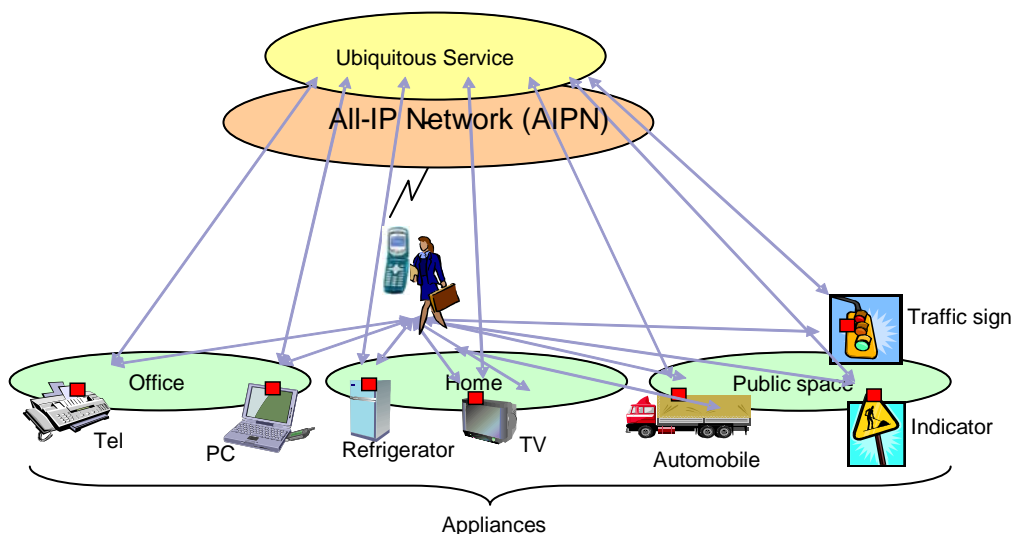 Ubiquitous Service
All-IP Network (AIPN)
Traffic sign
Office
Home
Public space
Tel
PC
Refrigerator
TV
Automobile
Indicator
Appliances